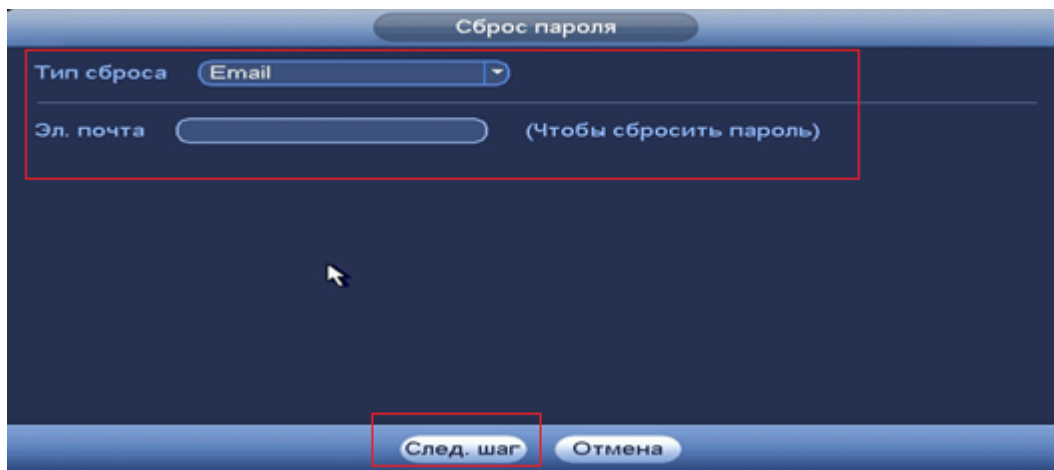 Сброс пароля
Тип сброса Email
Эл. почта (Чтобы сбросить пароль)
След. шаг Отмена